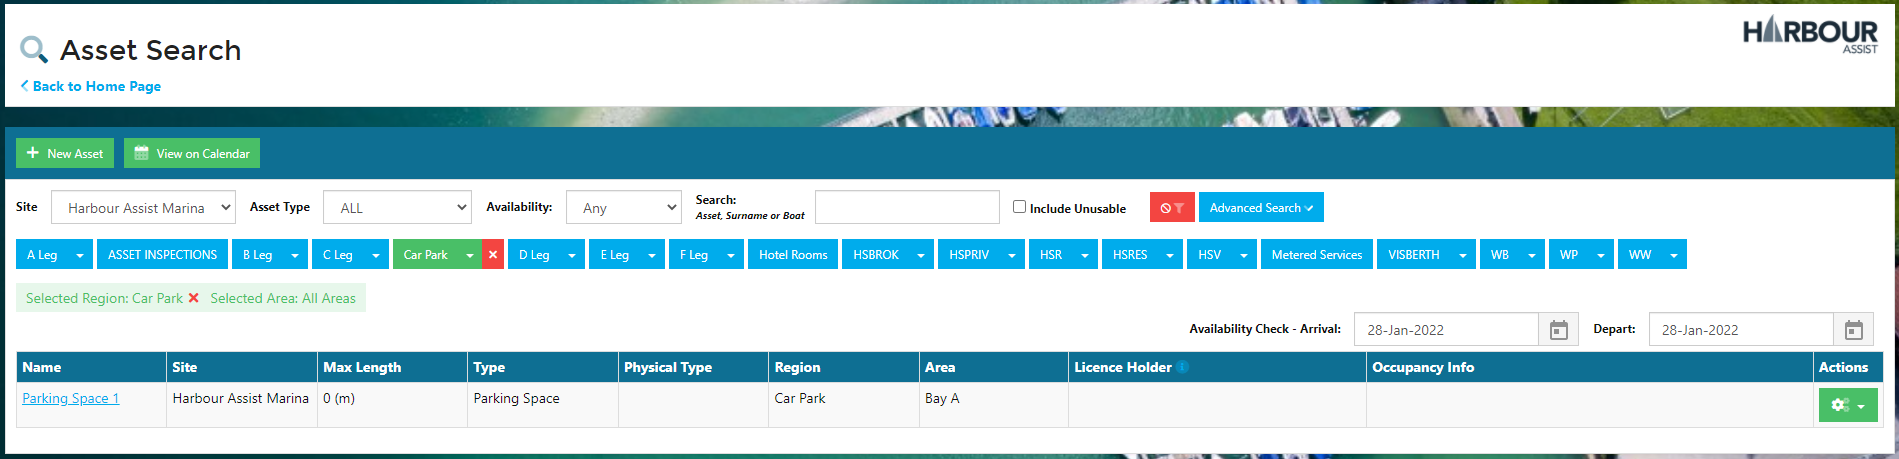 Asset Search
HARBOUR
ASSIST
Back to Home Page
New Asset View on Calendar
Site Harbour Assist Marina Asset Type ALL Availability: Any Search: Asset, Surname or Boat Include Unusable Advanced Search
A Leg ASSET INSPECTIONS B Leg C Leg Car Park D Leg E Leg F Leg Hotel Rooms HSBROK HSPRIV HSR HSRES HSV Metered Services VISBERTH WB WP WW
Selected Region: Car Park Selected Area: All Areas
Availability Check - Arrival: 28-Jan-2022 Depart: 28-Jan-2022
Name Site Max Length Type Physical Type Region Area Licence Holder Occupancy Info Actions
Parking Space 1 Harbour Assist Marina 0 (m) Parking Space Car Park Bay A